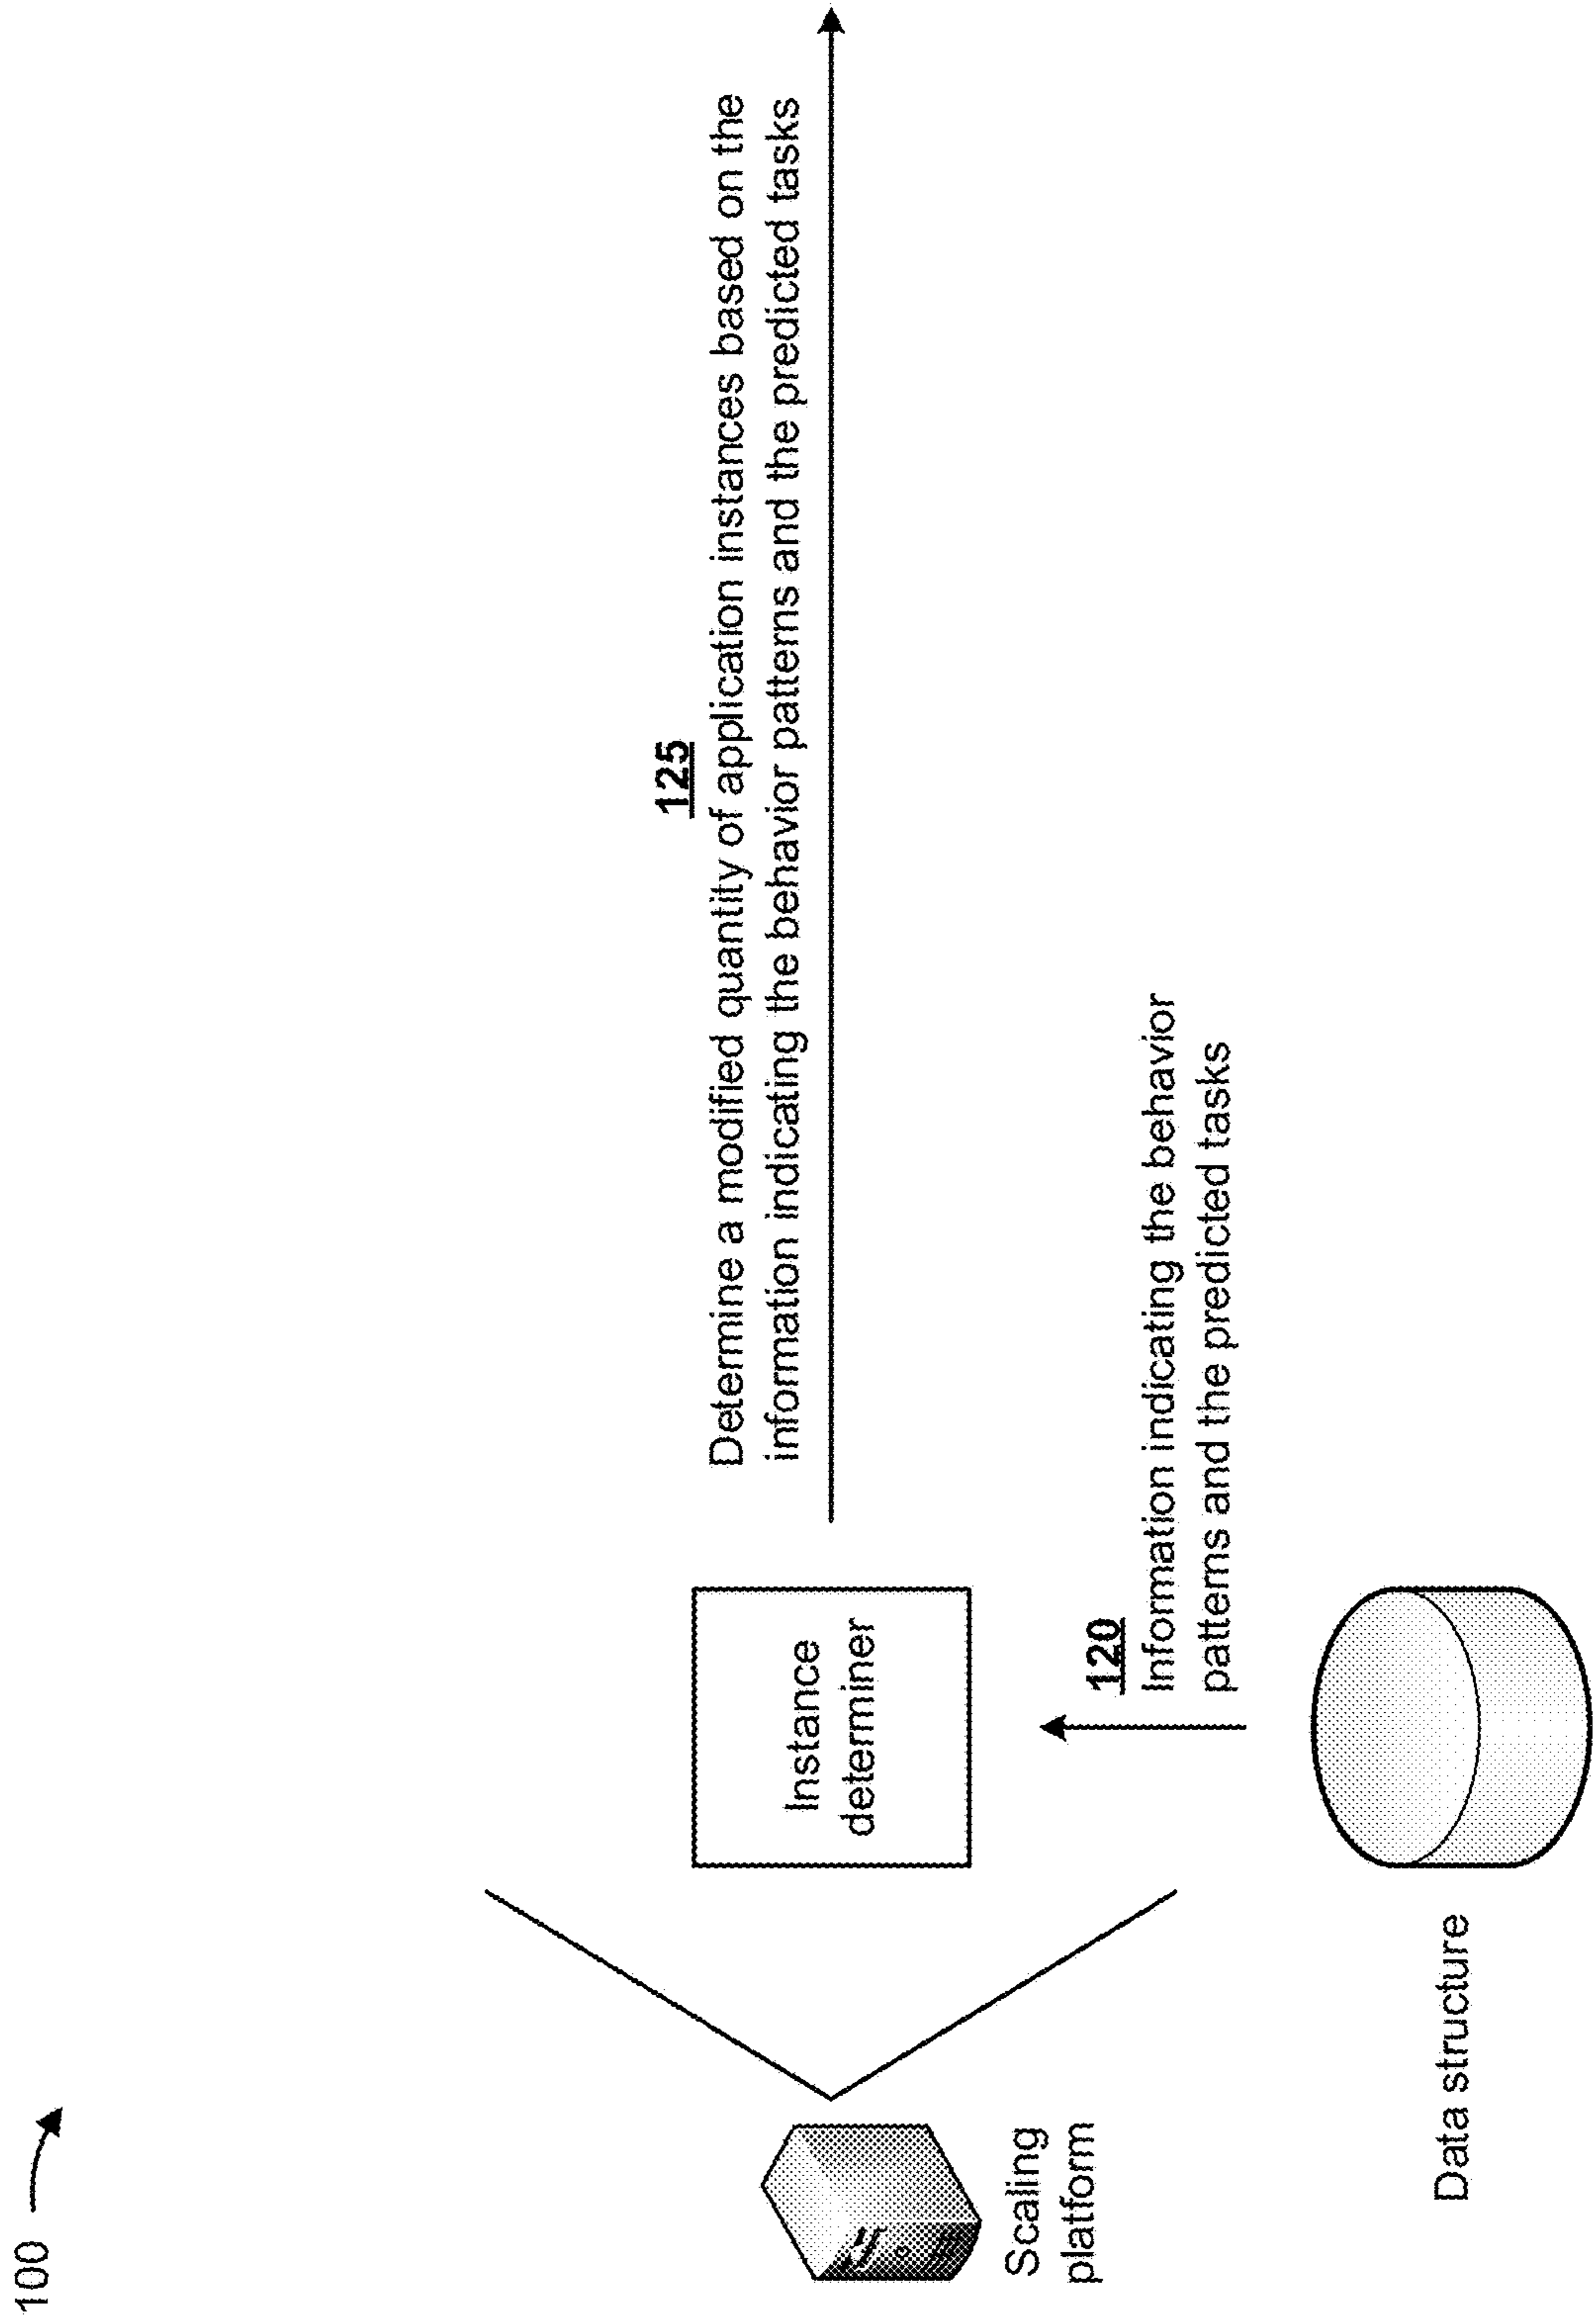 100
125
Determine a modified quantity of application instances based on the
information indicating the behavior patterns and the predicted tasks
Instance
determiner
120
Information indicating the behavior
patterns and the predicted tasks
Scaling
platform
Data structure